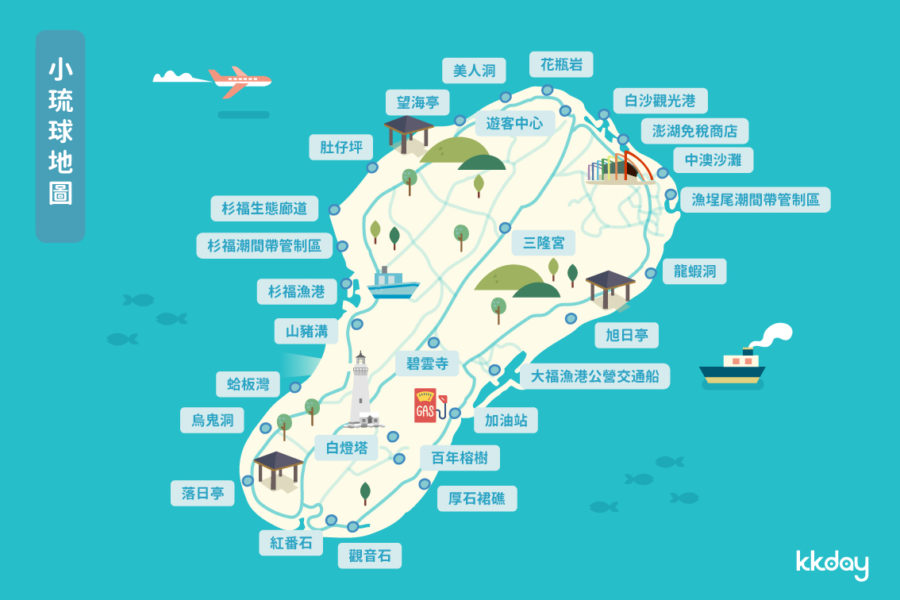 小琉球地圖
花瓶岩
美人洞
白沙觀光港
望海亭
遊客中心
澎湖免稅商店
肚仔坪
中澳沙灘
杉福生態廊道
漁埕尾潮間帶管制區
杉福潮間帶管制區
三隆宮
龍蝦洞
杉福漁港
山豬溝
旭日亭
碧雲寺
大福漁港公營交通船
蛤板灣
GAS
烏鬼洞
加油站
白燈塔
百年榕樹
落日亭
厚石裙礁
紅番石
觀音石
kkday